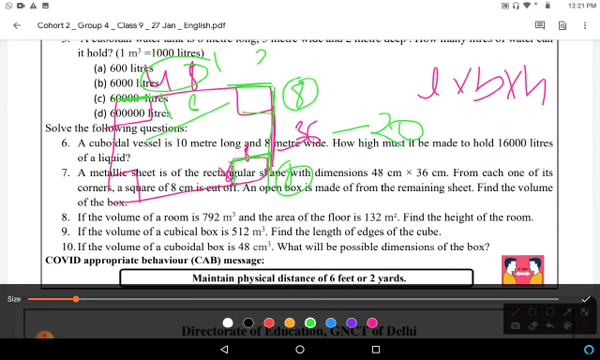 12:21 PM
Cohort 2 _ Group 4 _ Class 9 _ 27 Jan _ English.pdf
it hold? (1 m³ =1000 litres)
(a) 600 litres
(b) 6000 litres
(c) 60000 litres
(d) 600000 litres
48
12
8
l×b×h
Solve the following questions:
36 — 20
6. A cuboidal vessel is 10 metre long and 8 metre wide. How high must it be made to hold 16000 litres
of a liquid?
7. A metallic sheet is of the rectangular shape with dimensions 48 cm × 36 cm. From each one of its
corners, a square of 8 cm is cut off. An open box is made of from the remaining sheet. Find the volume
of the box.
8. If the volume of a room is 792 m³ and the area of the floor is 132 m². Find the height of the room.
9. If the volume of a cubical box is 512 m³. Find the length of edges of the cube.
10. If the volume of a cuboidal box is 48 cm³. What will be possible dimensions of the box?
COVID appropriate behaviour (CAB) message:
Maintain physical distance of 6 feet or 2 yards.
Size
Directorate of Education, GNCT of Delhi